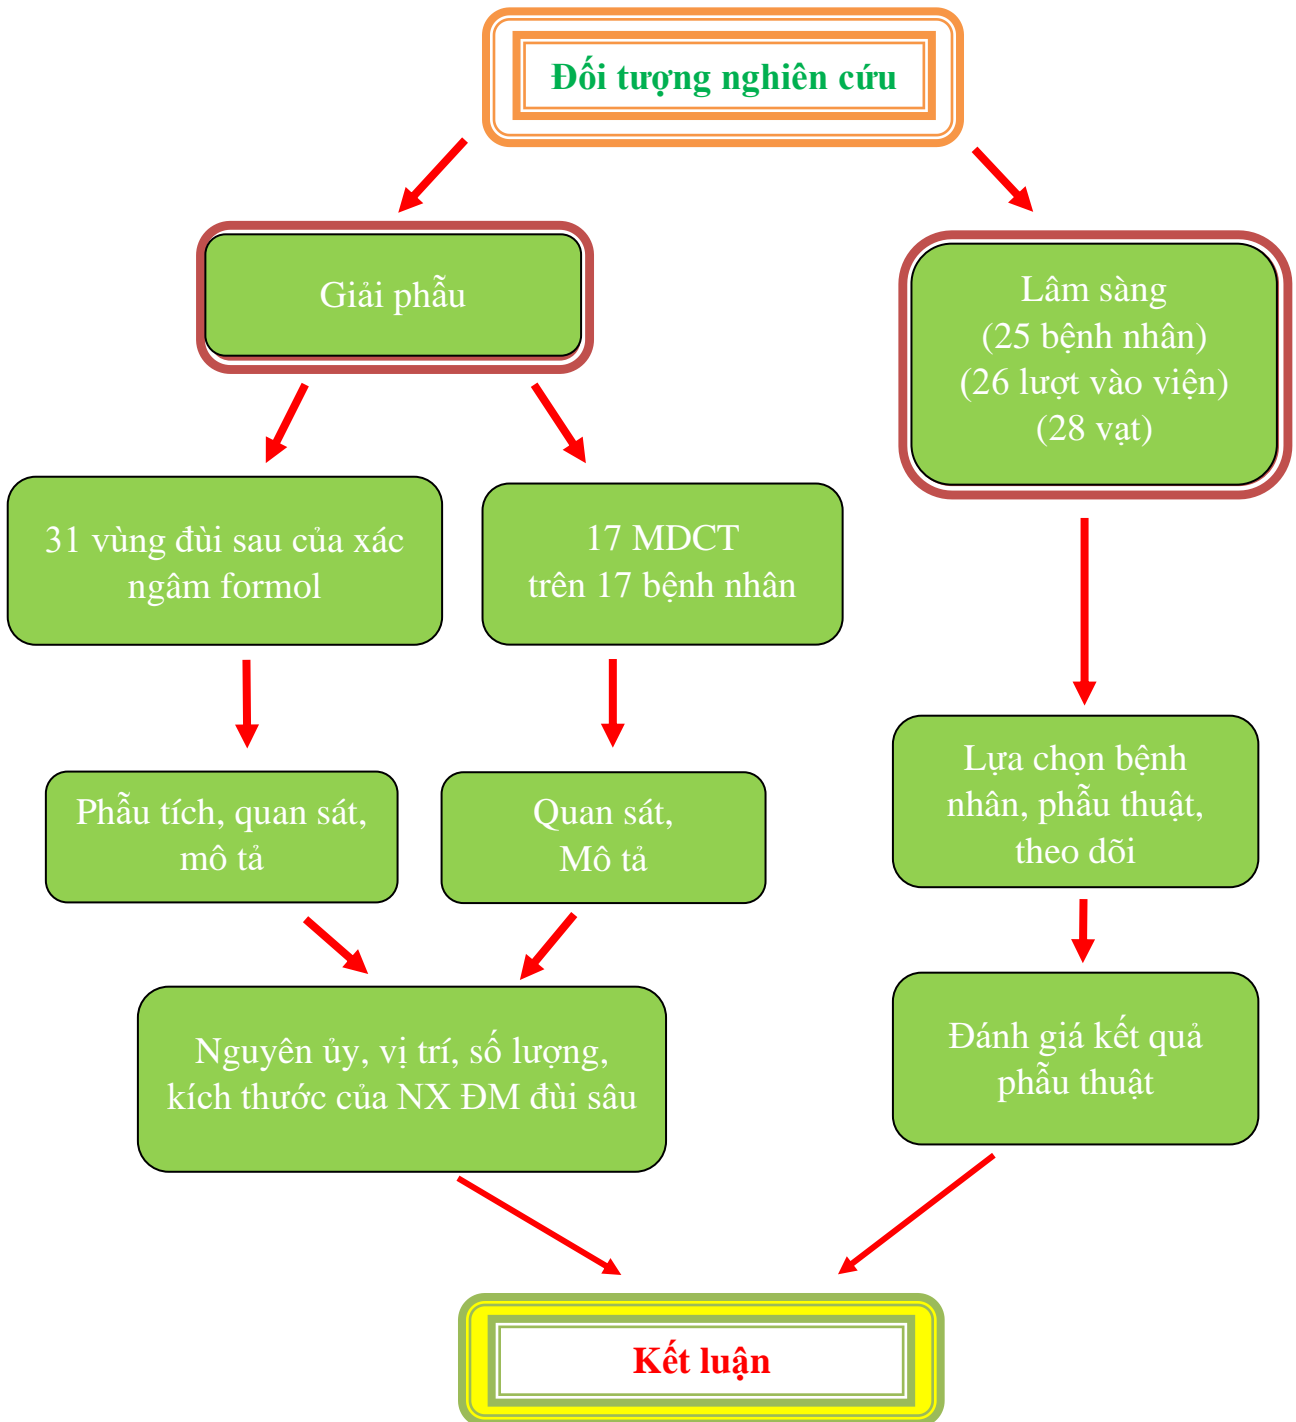 Đối tượng nghiên cứu
Giải phẫu
Lâm sàng
(25 bệnh nhân)
(26 lượt vào viện)
(28 vạt)
31 vùng đùi sau của xác
ngâm formol
17 MDCT
trên 17 bệnh nhân
Phẫu tích, quan sát,
mô tả
Quan sát,
Mô tả
Lựa chọn bệnh
nhân, phẫu thuật,
theo dõi
Nguyên ủy, vị trí, số lượng,
kích thước của NX ĐM đùi sâu
Đánh giá kết quả
phẫu thuật
Kết luận